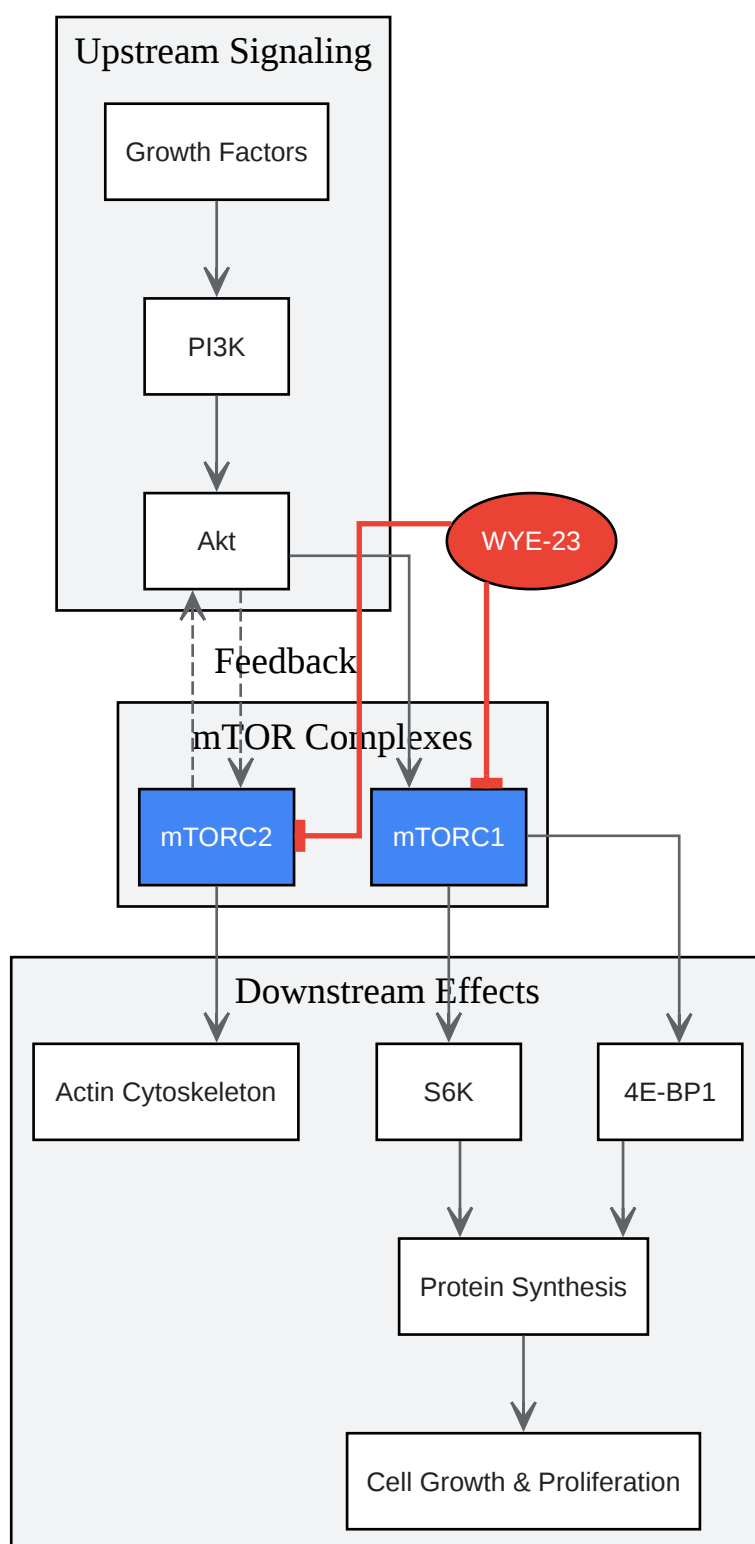 Upstream Signaling
Growth Factors
PI3K
Akt
WYE-23
Feedback
mTOR Complexes
mTORC2
mTORC1
Downstream Effects
Actin Cytoskeleton
S6K
4E-BP1
Protein Synthesis
Cell Growth & Proliferation